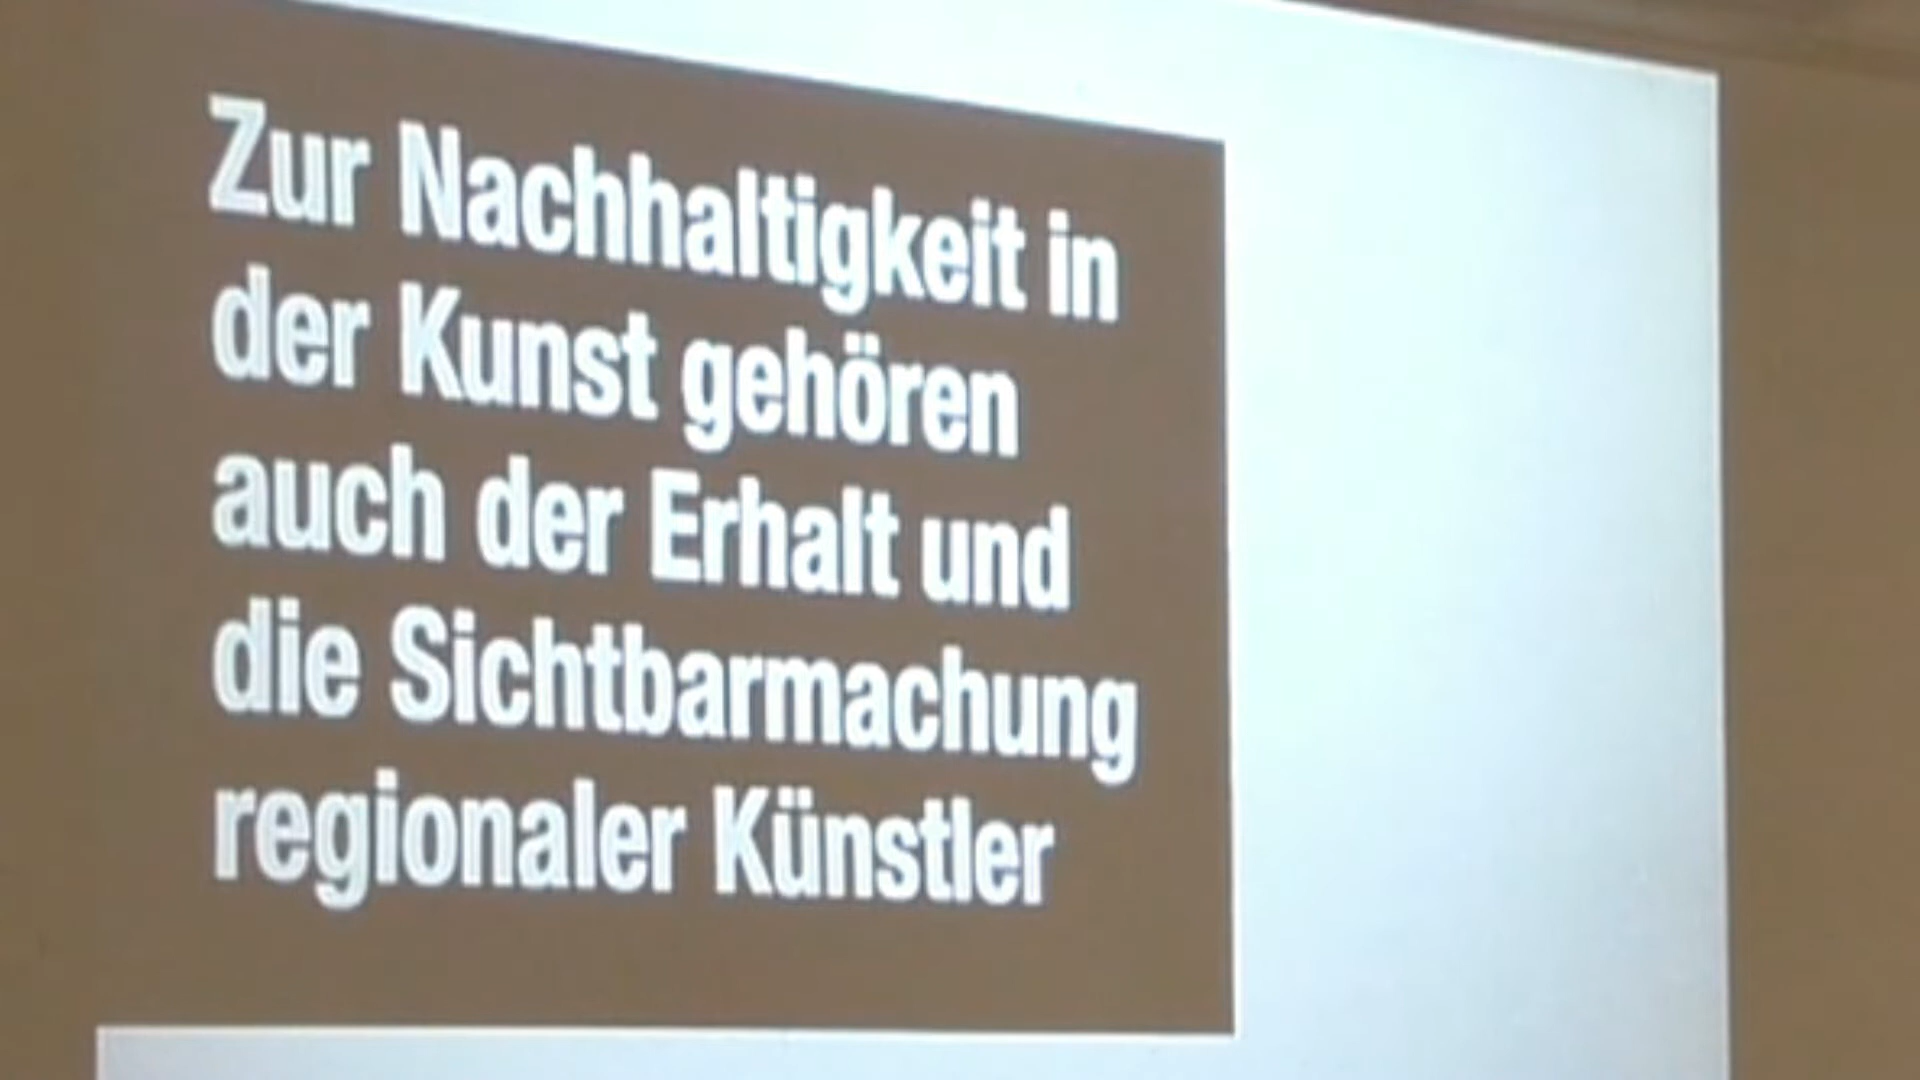 Zur Nachhaltigkeit in
der Kunst gehören
auch der Erhalt und
die Sichtbarmachung
regionaler Künstler